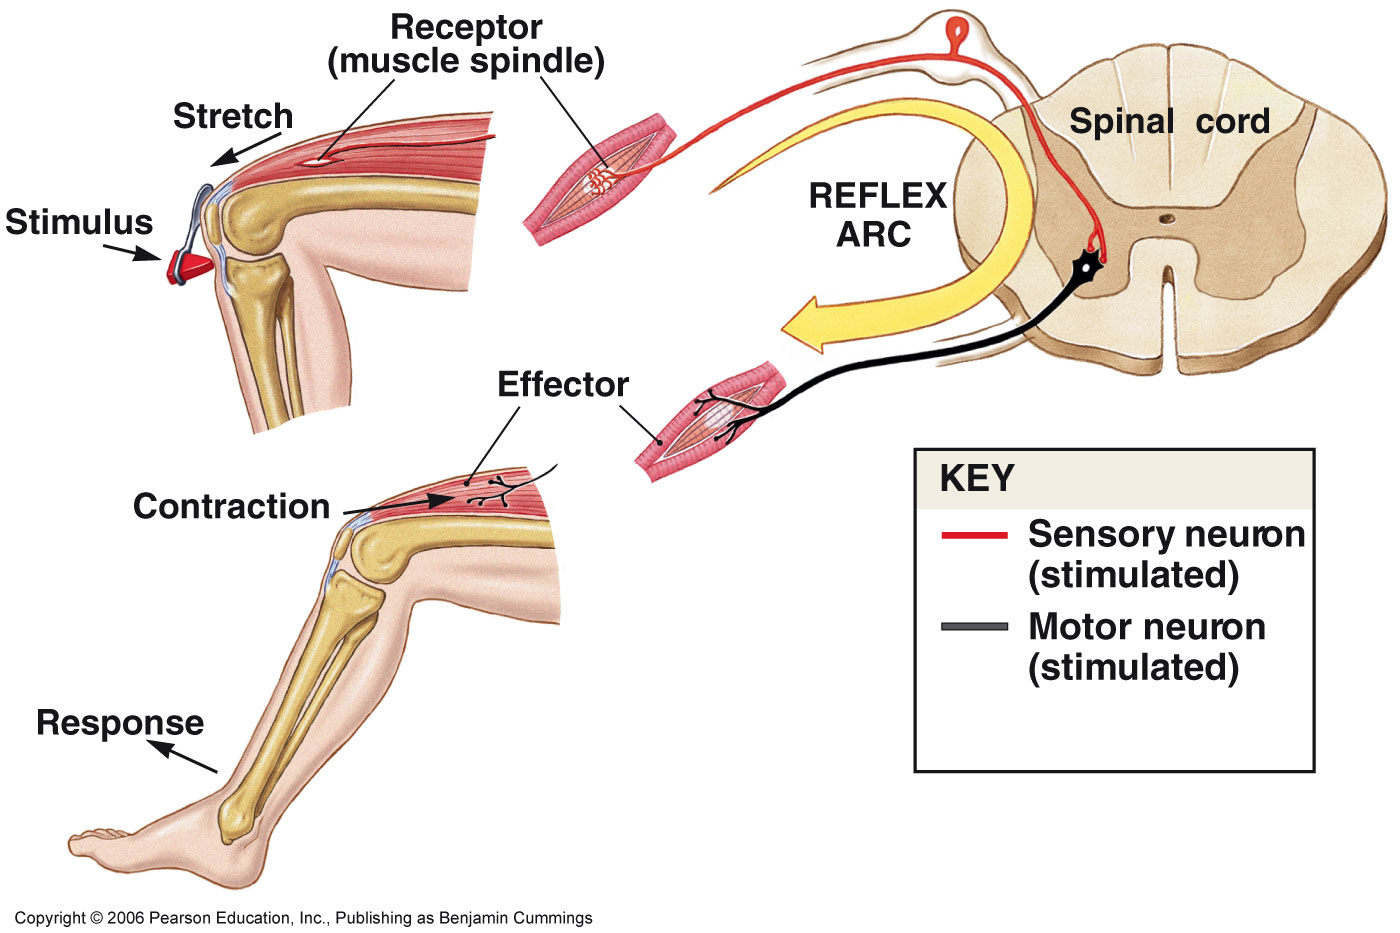 Receptor
(muscle spindle)
Stretch
Spinal cord
Stimulus
REFLEX
ARC
Effector
Contraction
KEY
Sensory neuron
(stimulated)
Motor neuron
(stimulated)
Response
Copyright © 2006 Pearson Education, Inc., Publishing as Benjamin Cummings